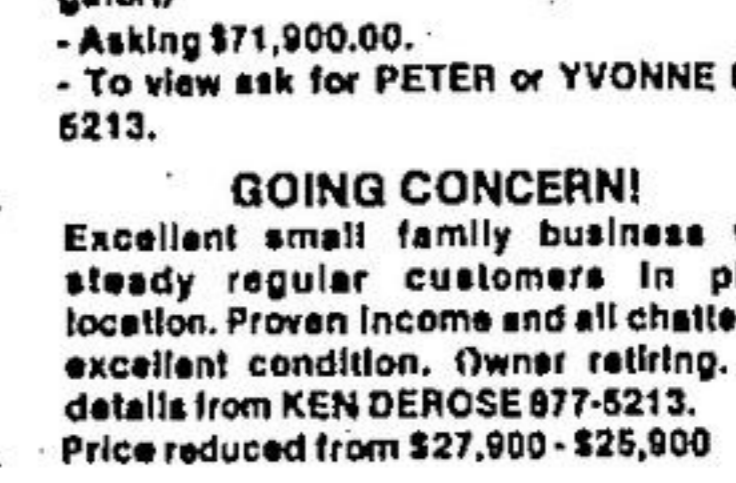 - Asking $71,900.00.
- To view ask for PETER or YVONNE
5213.
GOING CONCERN!
Excellent small family business
steady regular customers in
location. Proven income and all
excellent condition. Owner retiring.
details from KEN DEROSE 877-5213.
Price reduced from $27,900 - $25,900